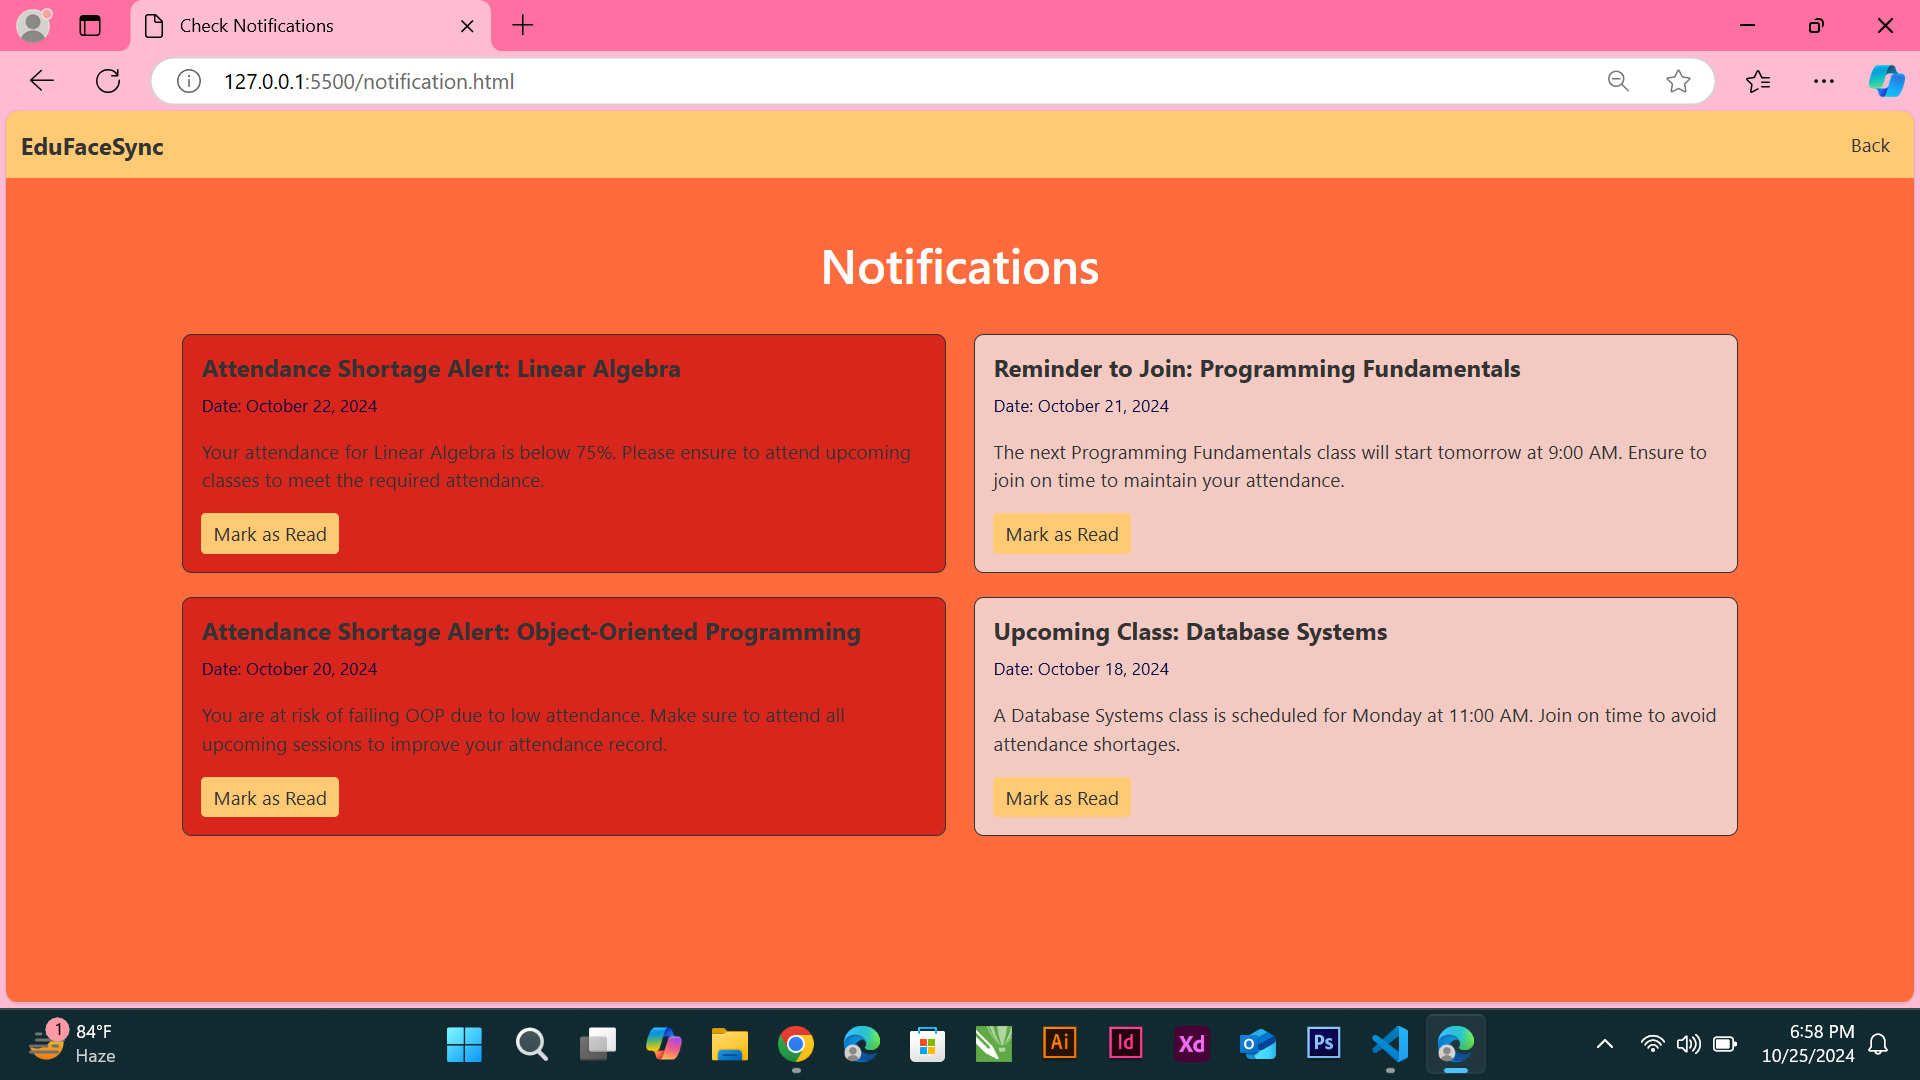 Check Notifications
127.0.0.1:5500/notification.html
EduFaceSync
Back
Notifications
Attendance Shortage Alert: Linear Algebra
Date: October 22, 2024
Your attendance for Linear Algebra is below 75%. Please ensure to attend upcoming
classes to meet the required attendance.
Mark as Read
Reminder to Join: Programming Fundamentals
Date: October 21, 2024
The next Programming Fundamentals class will start tomorrow at 9:00 AM. Ensure to
join on time to maintain your attendance.
Mark as Read
Attendance Shortage Alert: Object-Oriented Programming
Date: October 20, 2024
You are at risk of failing OOP due to low attendance. Make sure to attend all
upcoming sessions to improve your attendance record.
Mark as Read
Upcoming Class: Database Systems
Date: October 18, 2024
A Database Systems class is scheduled for Monday at 11:00 AM. Join on time to avoid
attendance shortages.
Mark as Read
1
84°F
Haze
Ai
Id
Xd
Ps
6:58 PM
10/25/2024